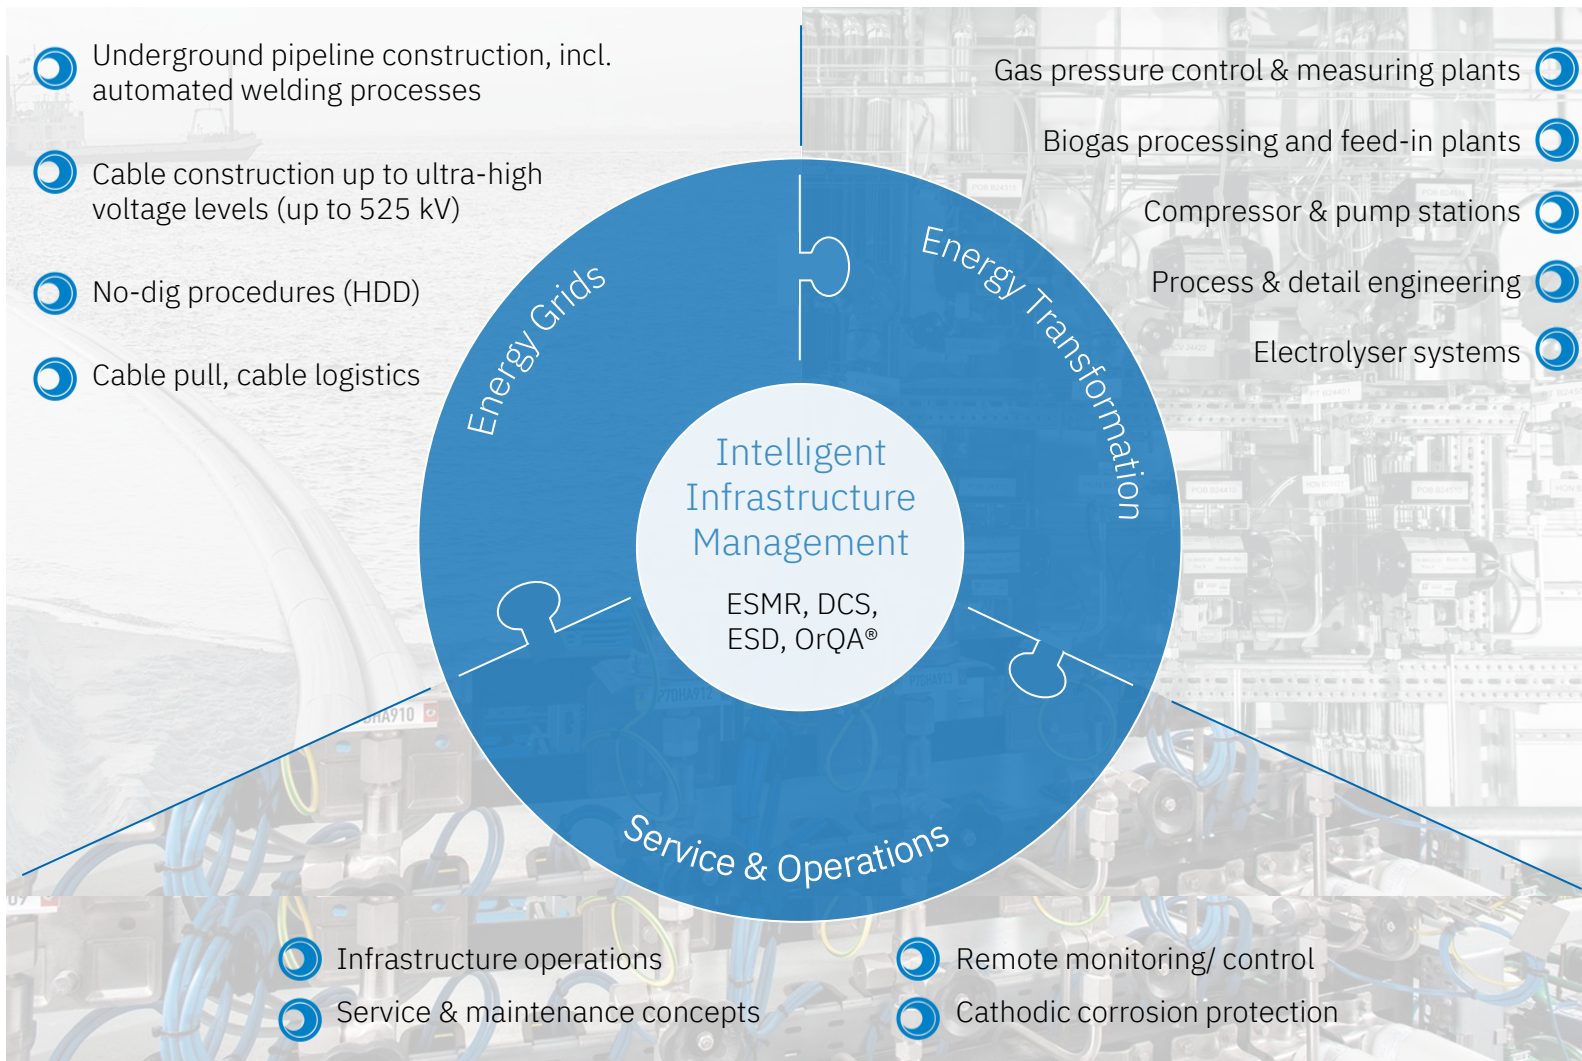 Underground pipeline construction, incl.
automated welding processes
Cable construction up to ultra-high
voltage levels (up to 525 kV)
No-dig procedures (HDD)
Cable pull, cable logistics
Gas pressure control & measuring plants
Biogas processing and feed-in plants
Compressor & pump stations
Process & detail engineering
Electrolyser systems
Energy Grids
Energy Transformation
Intelligent
Infrastructure
Management
ESMR, DCS,
ESD, OrQA®
Service & Operations
Infrastructure operations
Service & maintenance concepts
Remote monitoring/ control
Cathodic corrosion protection